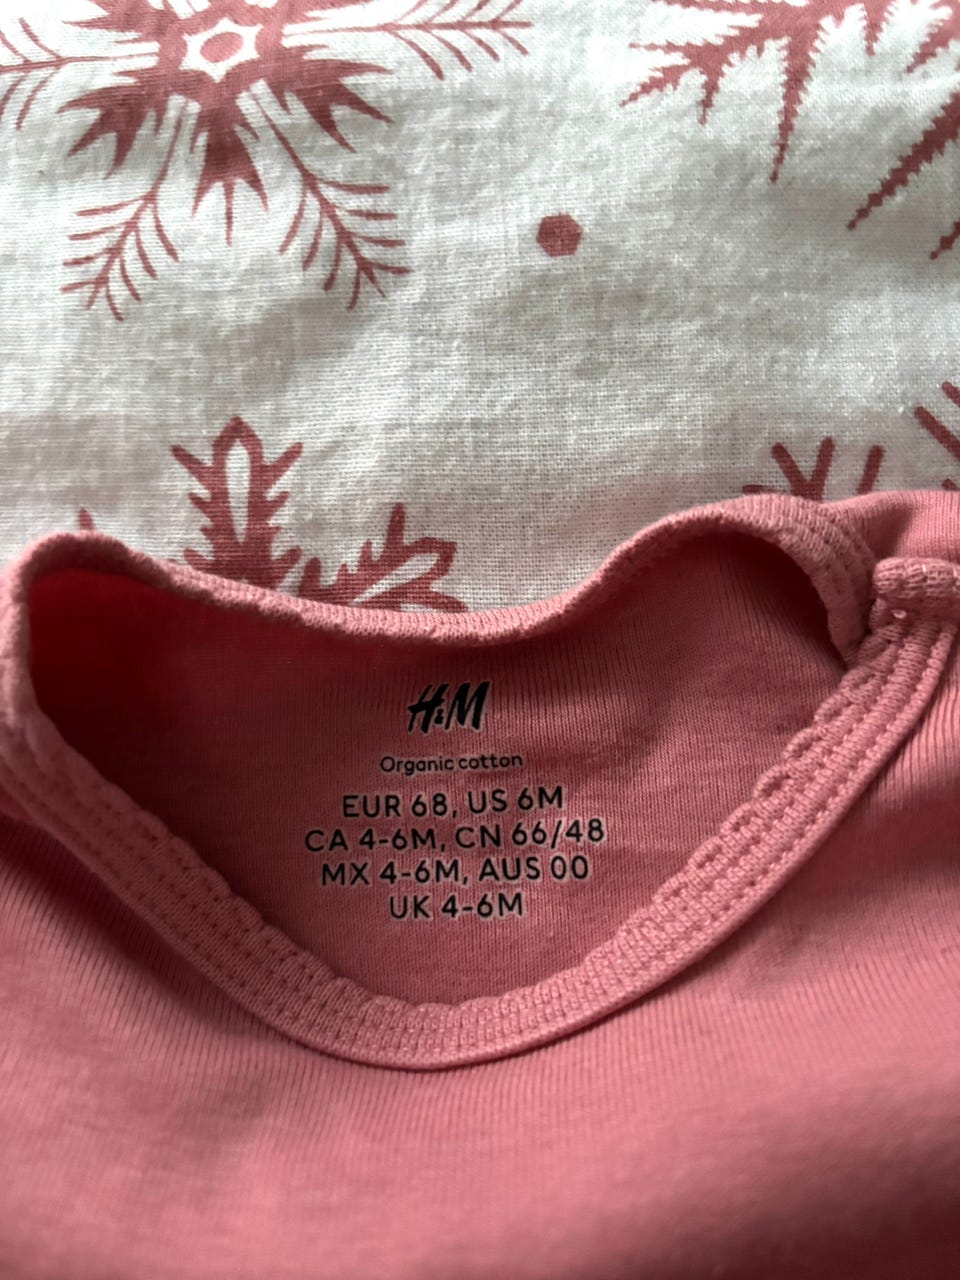 H&M
Organic cotton
EUR 68, US 6M
CA 4-6M, CN 66/48
MX 4-6M, AUS 00
UK 4-6M